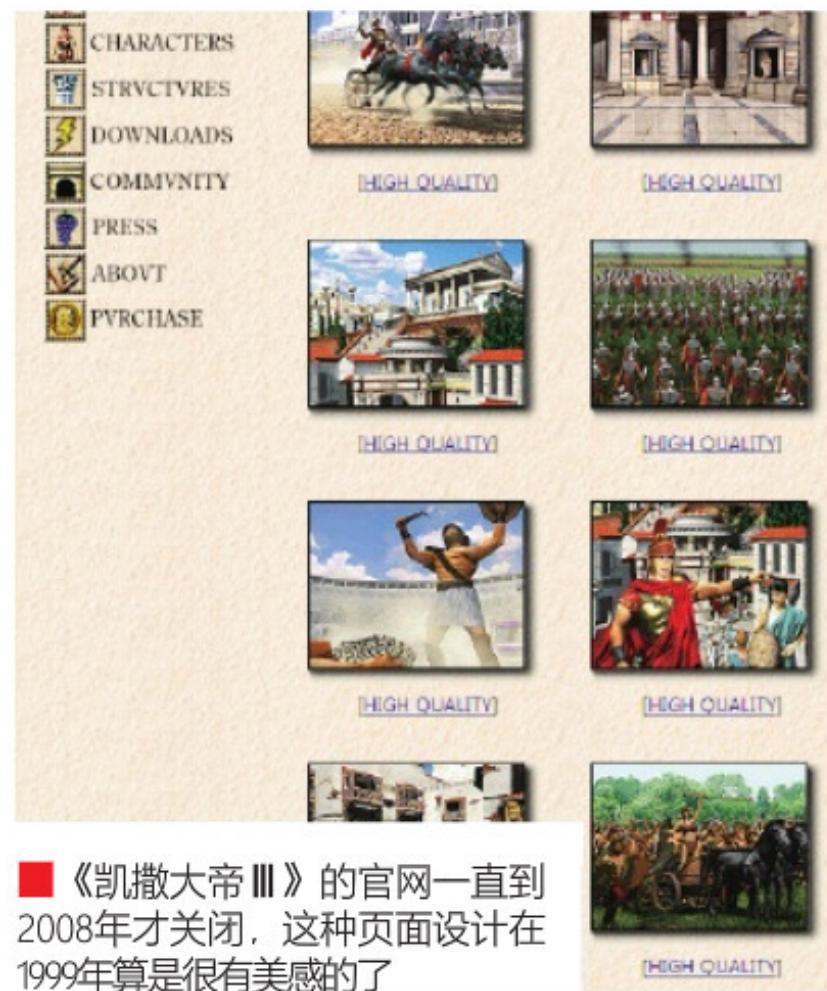 CHARACTERS
STRVCTVRES
DOWNLOADS
COMMVNITY
PRESS
ABOVT
PVRCHASE
[HIGH QUALITY]
[HIGH QUALITY]
[HIGH QUALITY]
[HIGH QUALITY]
[HIGH QUALITY]
[HIGH QUALITY]
[HIGH QUALITY]
《凯撒大帝Ⅲ》的官网一直到
2008年才关闭，这种页面设计在
1999年算是很有美感的了